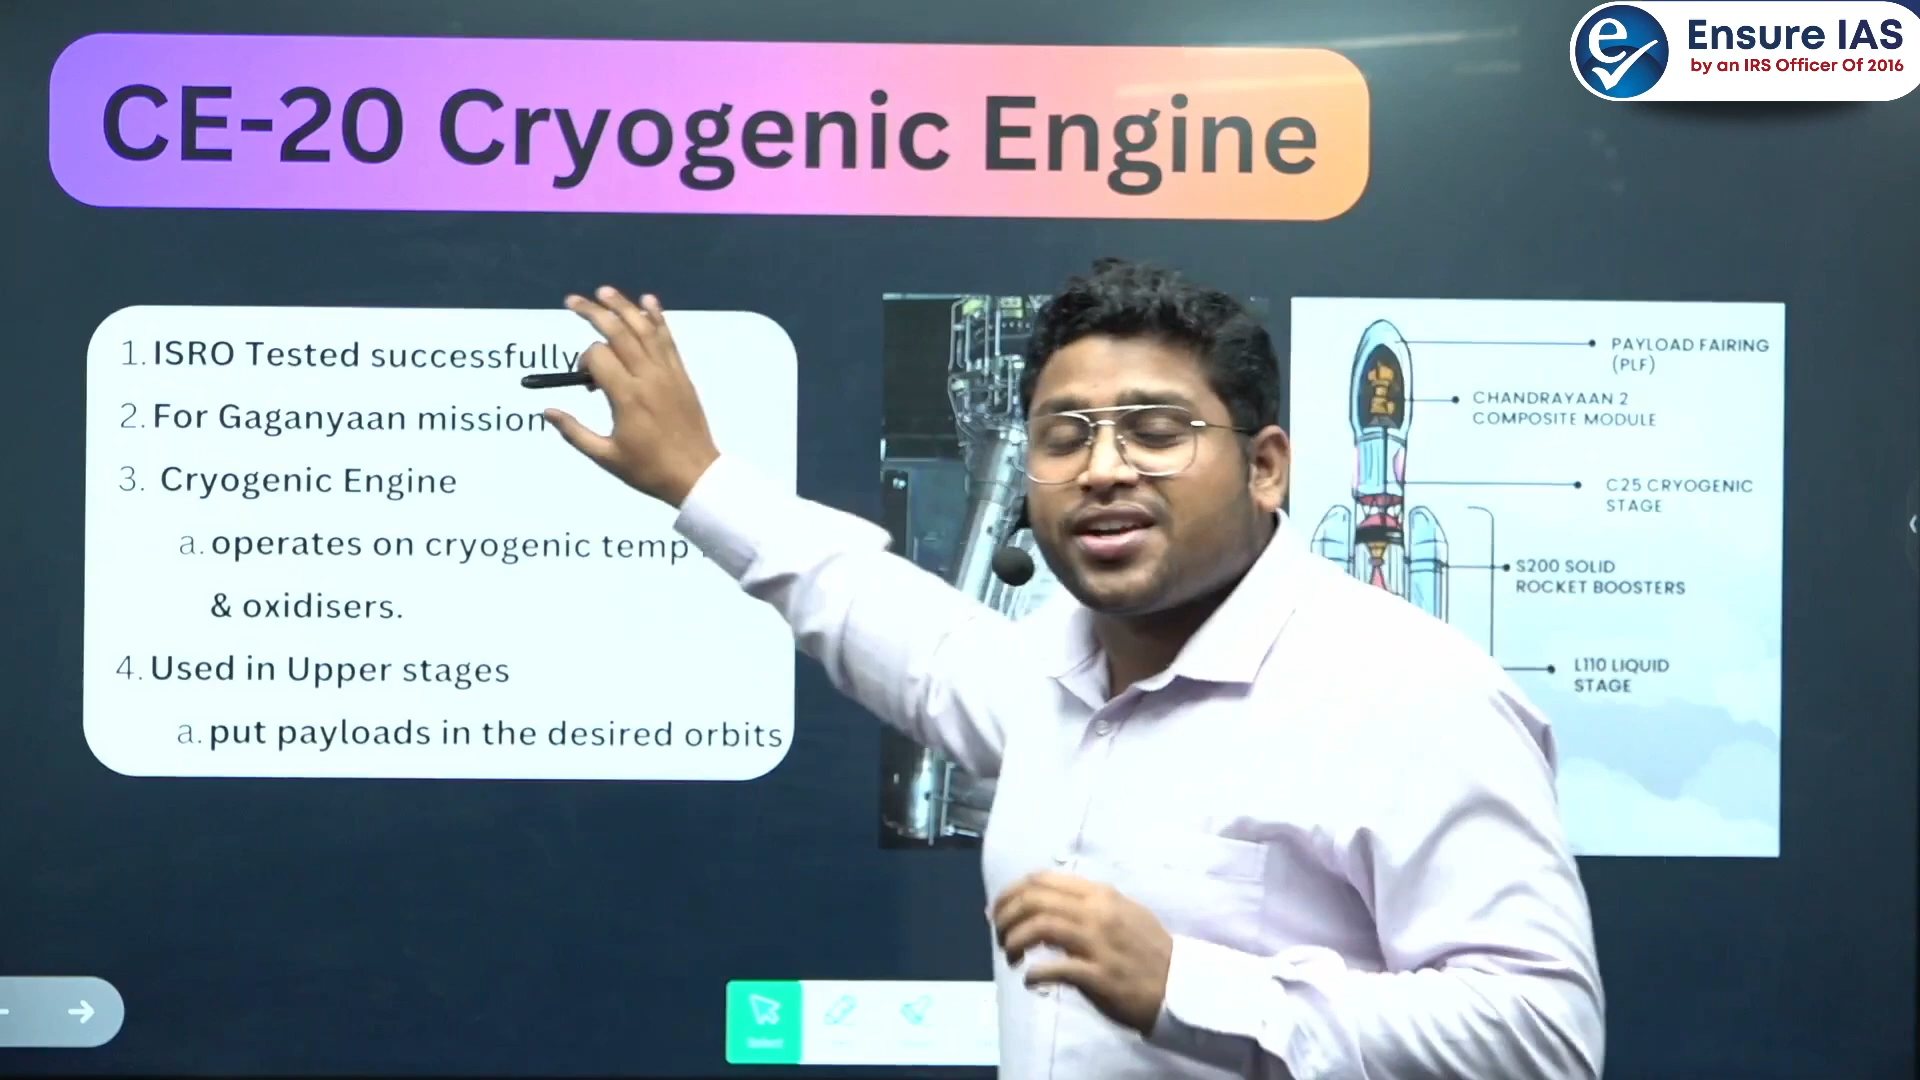 Ensure IAS
by an IRS Officer Of 2016
CE-20 Cryogenic Engine
1. ISRO Tested successfully
2. For Gaganyaan mission
3. Cryogenic Engine
a. operates on cryogenic temp
& oxidisers.
4. Used in Upper stages
a. put payloads in the desired orbits
PAYLOAD FAIRING
(PLF)
CHANDRAYAAN 2
COMPOSITE MODULE
C25 CRYOGENIC
STAGE
S200 SOLID
ROCKET BOOSTERS
L110 LIQUID
STAGE
Select